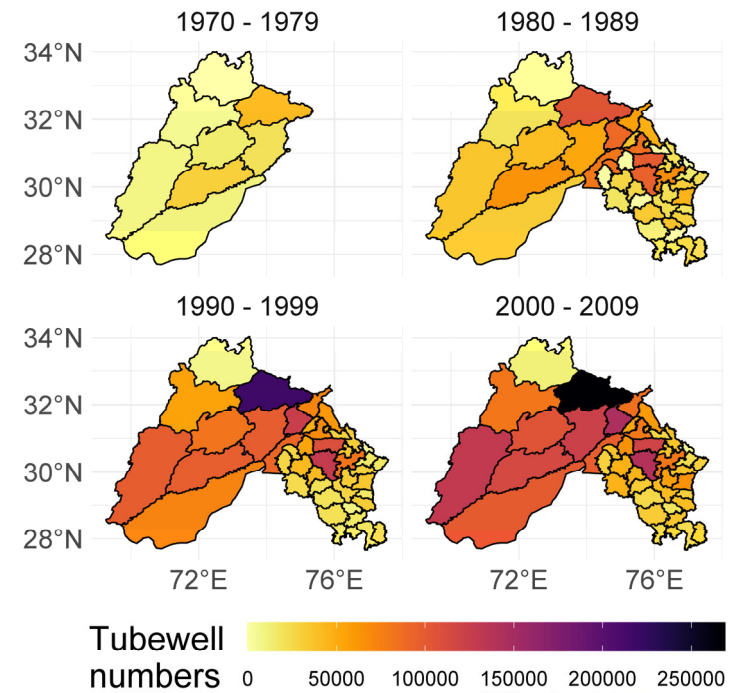 1970 - 1979 1980 - 1989
34°N
32°N
30°N
28°N
1990 - 1999 2000 - 2009
34°N
32°N
30°N
28°N
72°E 76°E 72°E 76°E
Tubewell
numbers 0 50000 100000 150000 200000 250000